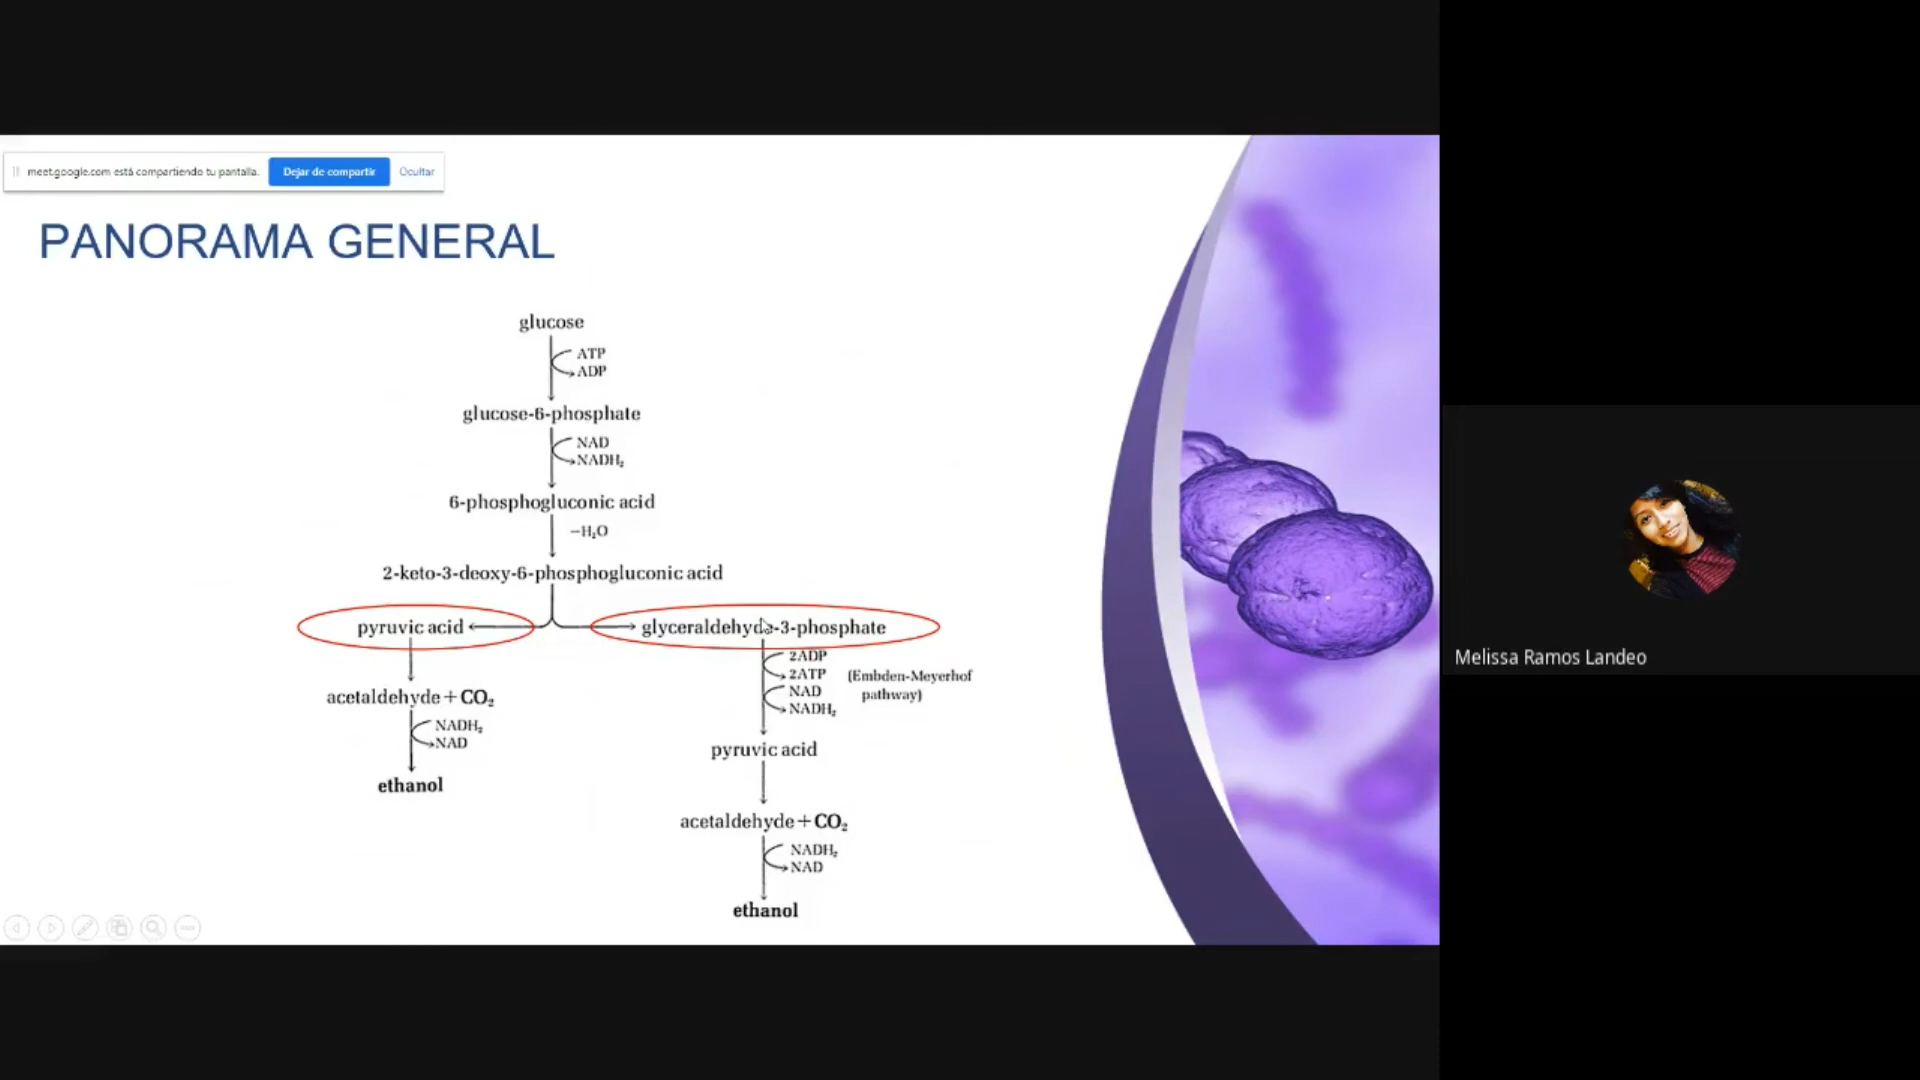 meet.google.com está compartiendo tu pantalla. Dejar de compartir Ocultar
PANORAMA GENERAL
glucose
ATP
ADP
glucose-6-phosphate
NAD
NADH₂
6-phosphogluconic acid
−H₂O
2-keto-3-deoxy-6-phosphogluconic acid
pyruvic acid
glyceraldehyde-3-phosphate
2ADP
2ATP
NAD
NADH₂
(Embden-Meyerhof
pathway)
acetaldehyde + CO₂
NADH₂
NAD
ethanol
pyruvic acid
acetaldehyde + CO₂
NADH₂
NAD
ethanol
Melissa Ramos Landeo